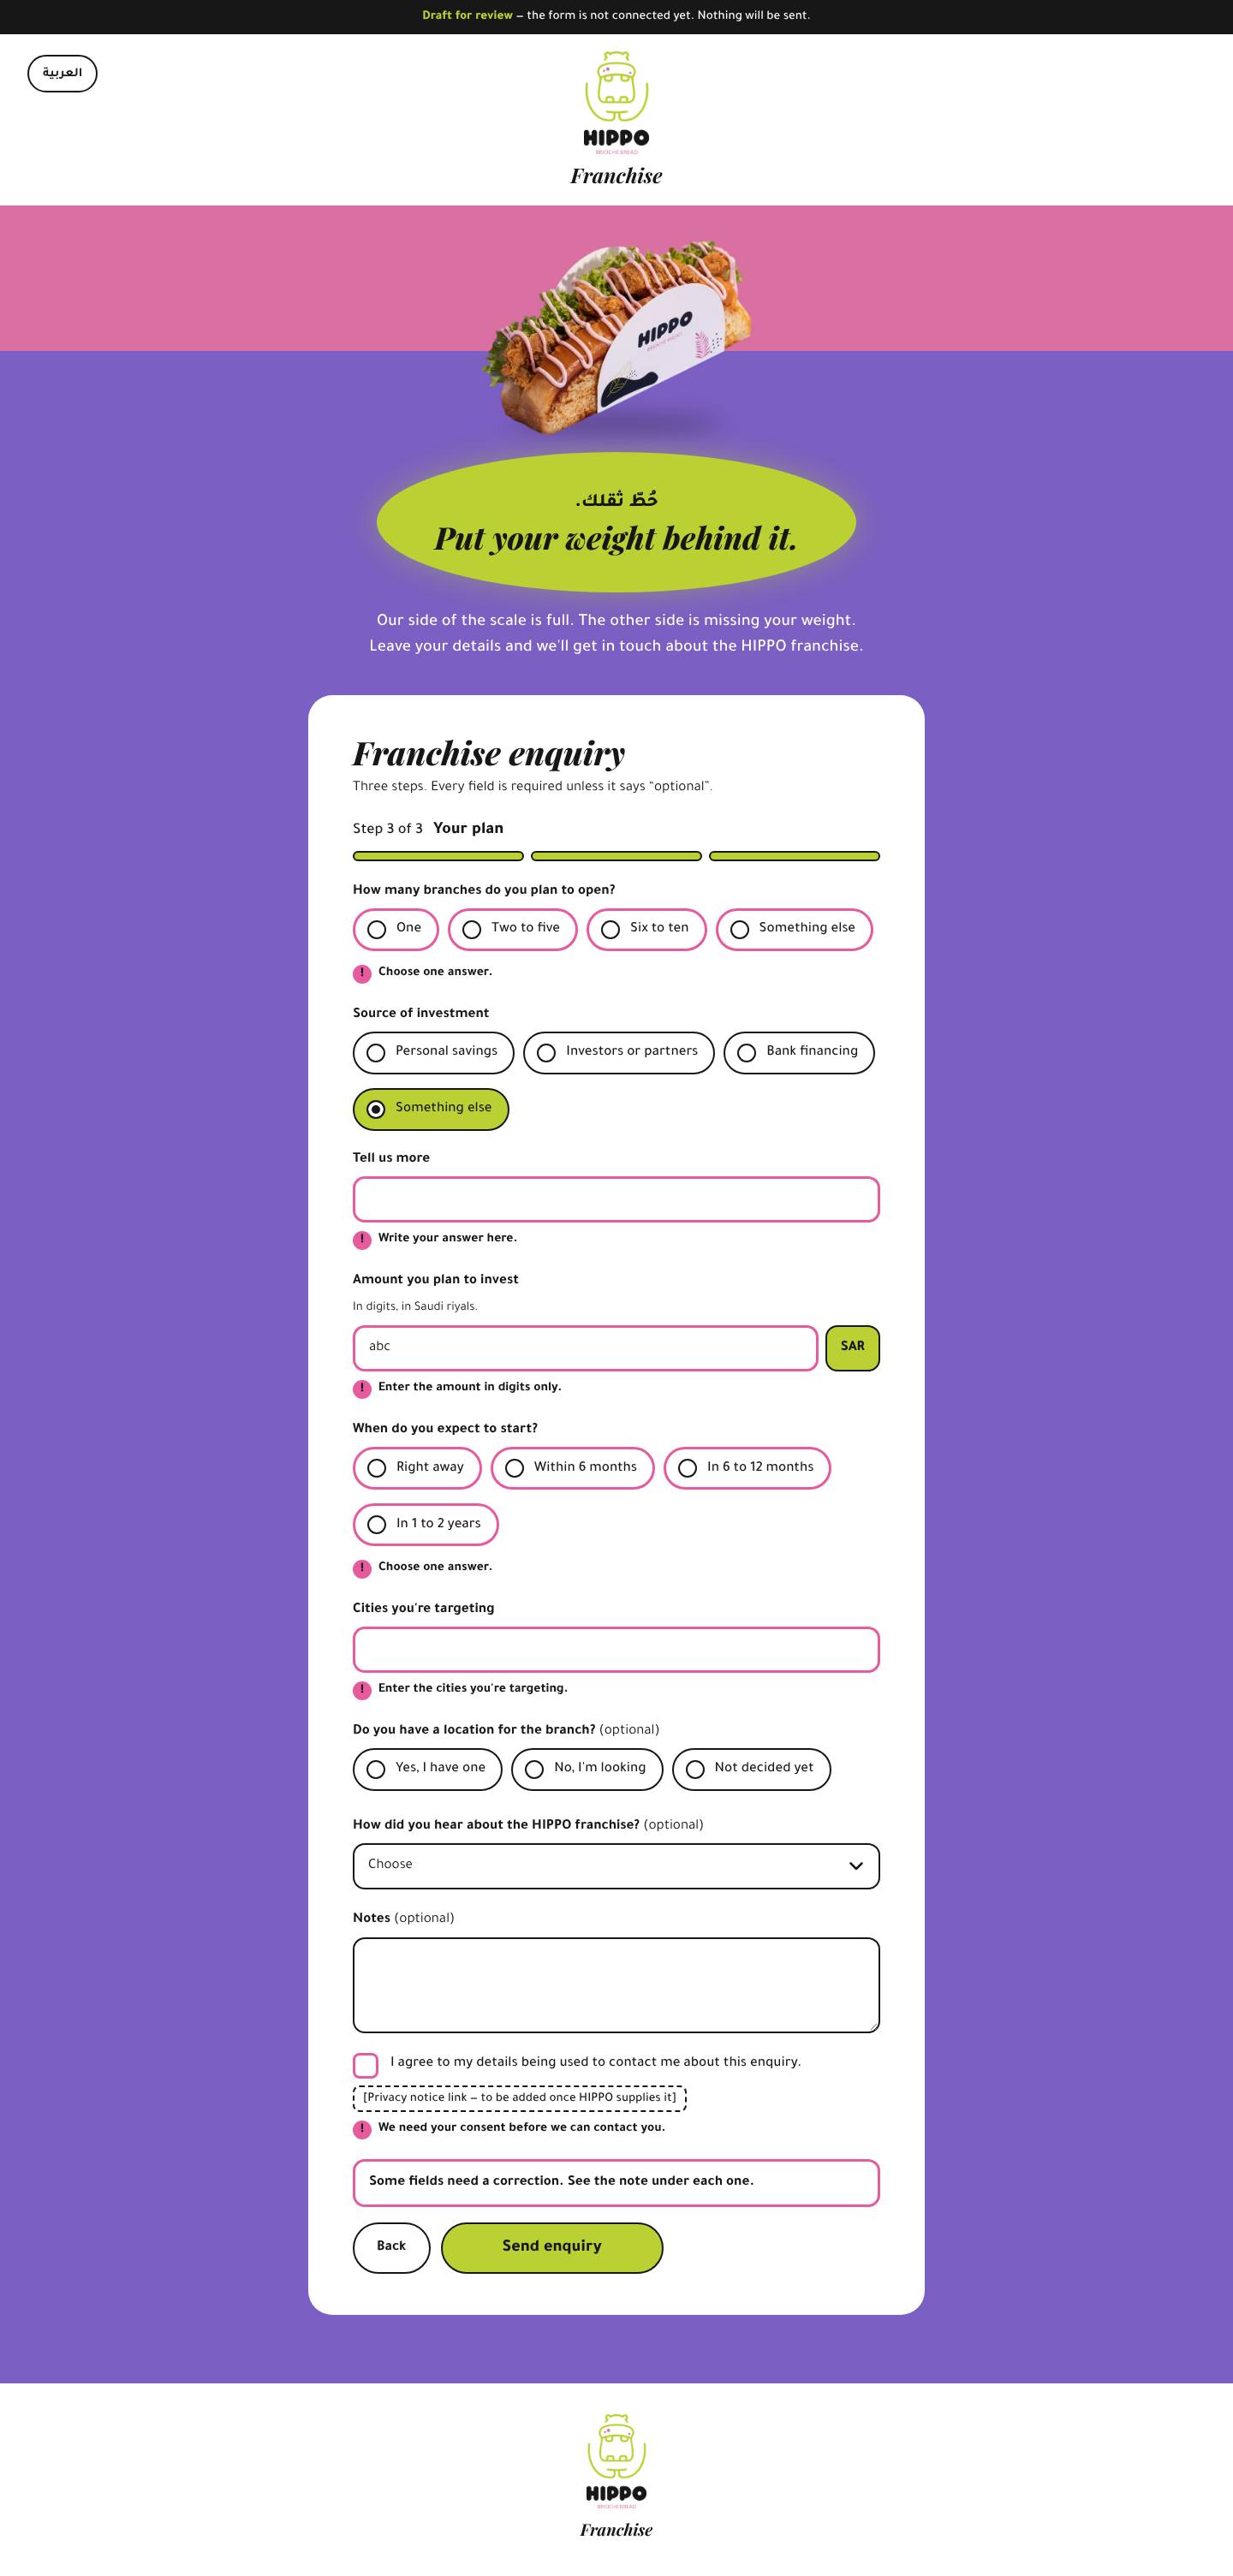 Draft for review – the form is not connected yet. Nothing will be sent.
العربية
HIPPO
BRIOCHE BREAD
Franchise
HIPPO
BRIOCHE BREAD
حُطّ ثقلك.
Put your weight behind it.
Our side of the scale is full. The other side is missing your weight.
Leave your details and we'll get in touch about the HIPPO franchise.
Franchise enquiry
Three steps. Every field is required unless it says “optional”.
Step 3 of 3 Your plan
How many branches do you plan to open?
One Two to five Six to ten Something else
! Choose one answer.
Source of investment
Personal savings Investors or partners Bank financing
Something else
Tell us more
! Write your answer here.
Amount you plan to invest
In digits, in Saudi riyals.
abc SAR
! Enter the amount in digits only.
When do you expect to start?
Right away Within 6 months In 6 to 12 months
In 1 to 2 years
! Choose one answer.
Cities you're targeting
! Enter the cities you're targeting.
Do you have a location for the branch? (optional)
Yes, I have one No, I'm looking Not decided yet
How did you hear about the HIPPO franchise? (optional)
Choose
Notes (optional)
I agree to my details being used to contact me about this enquiry.
[Privacy notice link – to be added once HIPPO supplies it]
! We need your consent before we can contact you.
Some fields need a correction. See the note under each one.
Back Send enquiry
HIPPO
BRIOCHE BREAD
Franchise